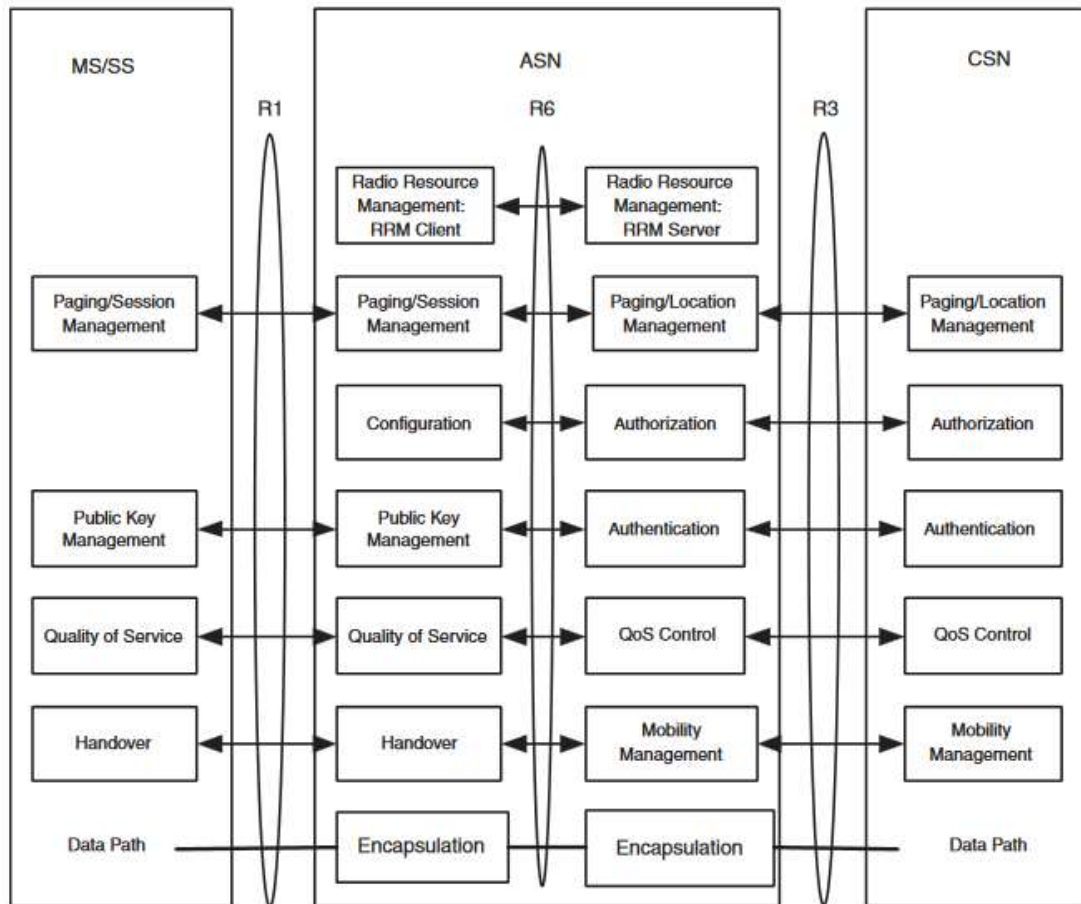 MS/SS
ASN
CSN
R1
R6
R3
Radio Resource
Management:
RRM Client
Radio Resource
Management:
RRM Server
Paging/Session
Management
Paging/Session
Management
Paging/Location
Management
Paging/Location
Management
Configuration
Authorization
Authorization
Public Key
Management
Public Key
Management
Authentication
Authentication
Quality of Service
Quality of Service
QoS Control
QoS Control
Handover
Handover
Mobility
Management
Mobility
Management
Data Path
Encapsulation
Encapsulation
Data Path